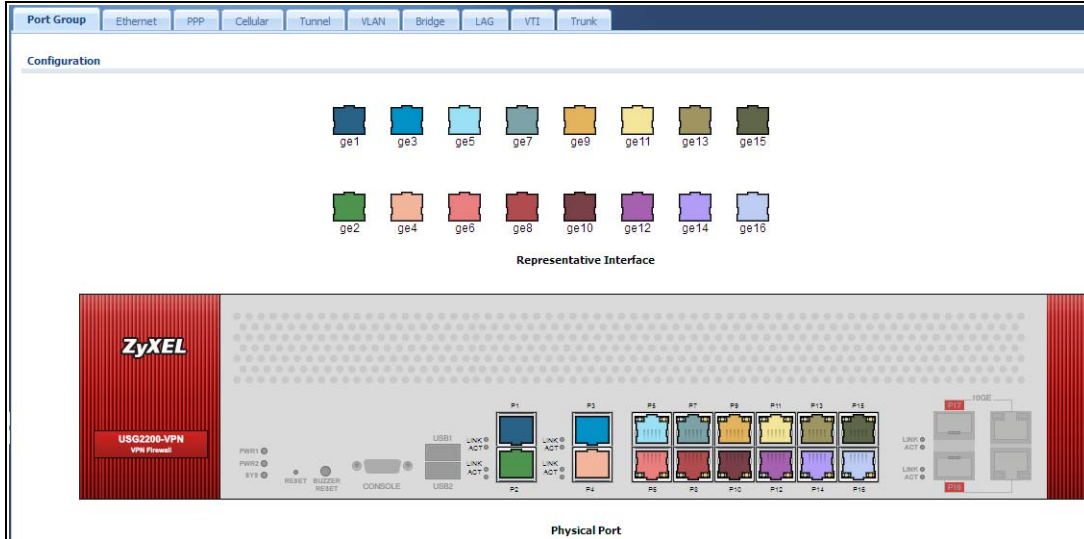 Port Group Ethernet PPP Cellular Tunnel VLAN Bridge LAG VTI Trunk
Configuration
ge1 ge3 ge5 ge7 ge9 ge11 ge13 ge15
ge2 ge4 ge6 ge8 ge10 ge12 ge14 ge16
Representative Interface
ZyXEL
USG2200-VPN
VPN Firewall
PWR1
PWR2
SYS
RESET
BUZZER
RESET
CONSOLE
USB1
USB2
P1 P3 P5 P7 P9 P11 P13 P15
LINK
ACT
LINK
ACT
LINK
ACT
LINK
ACT
P2 P4 P6 P8 P10 P12 P14 P16
P17
10GE
LINK
ACT
LINK
ACT
P18
Physical Port